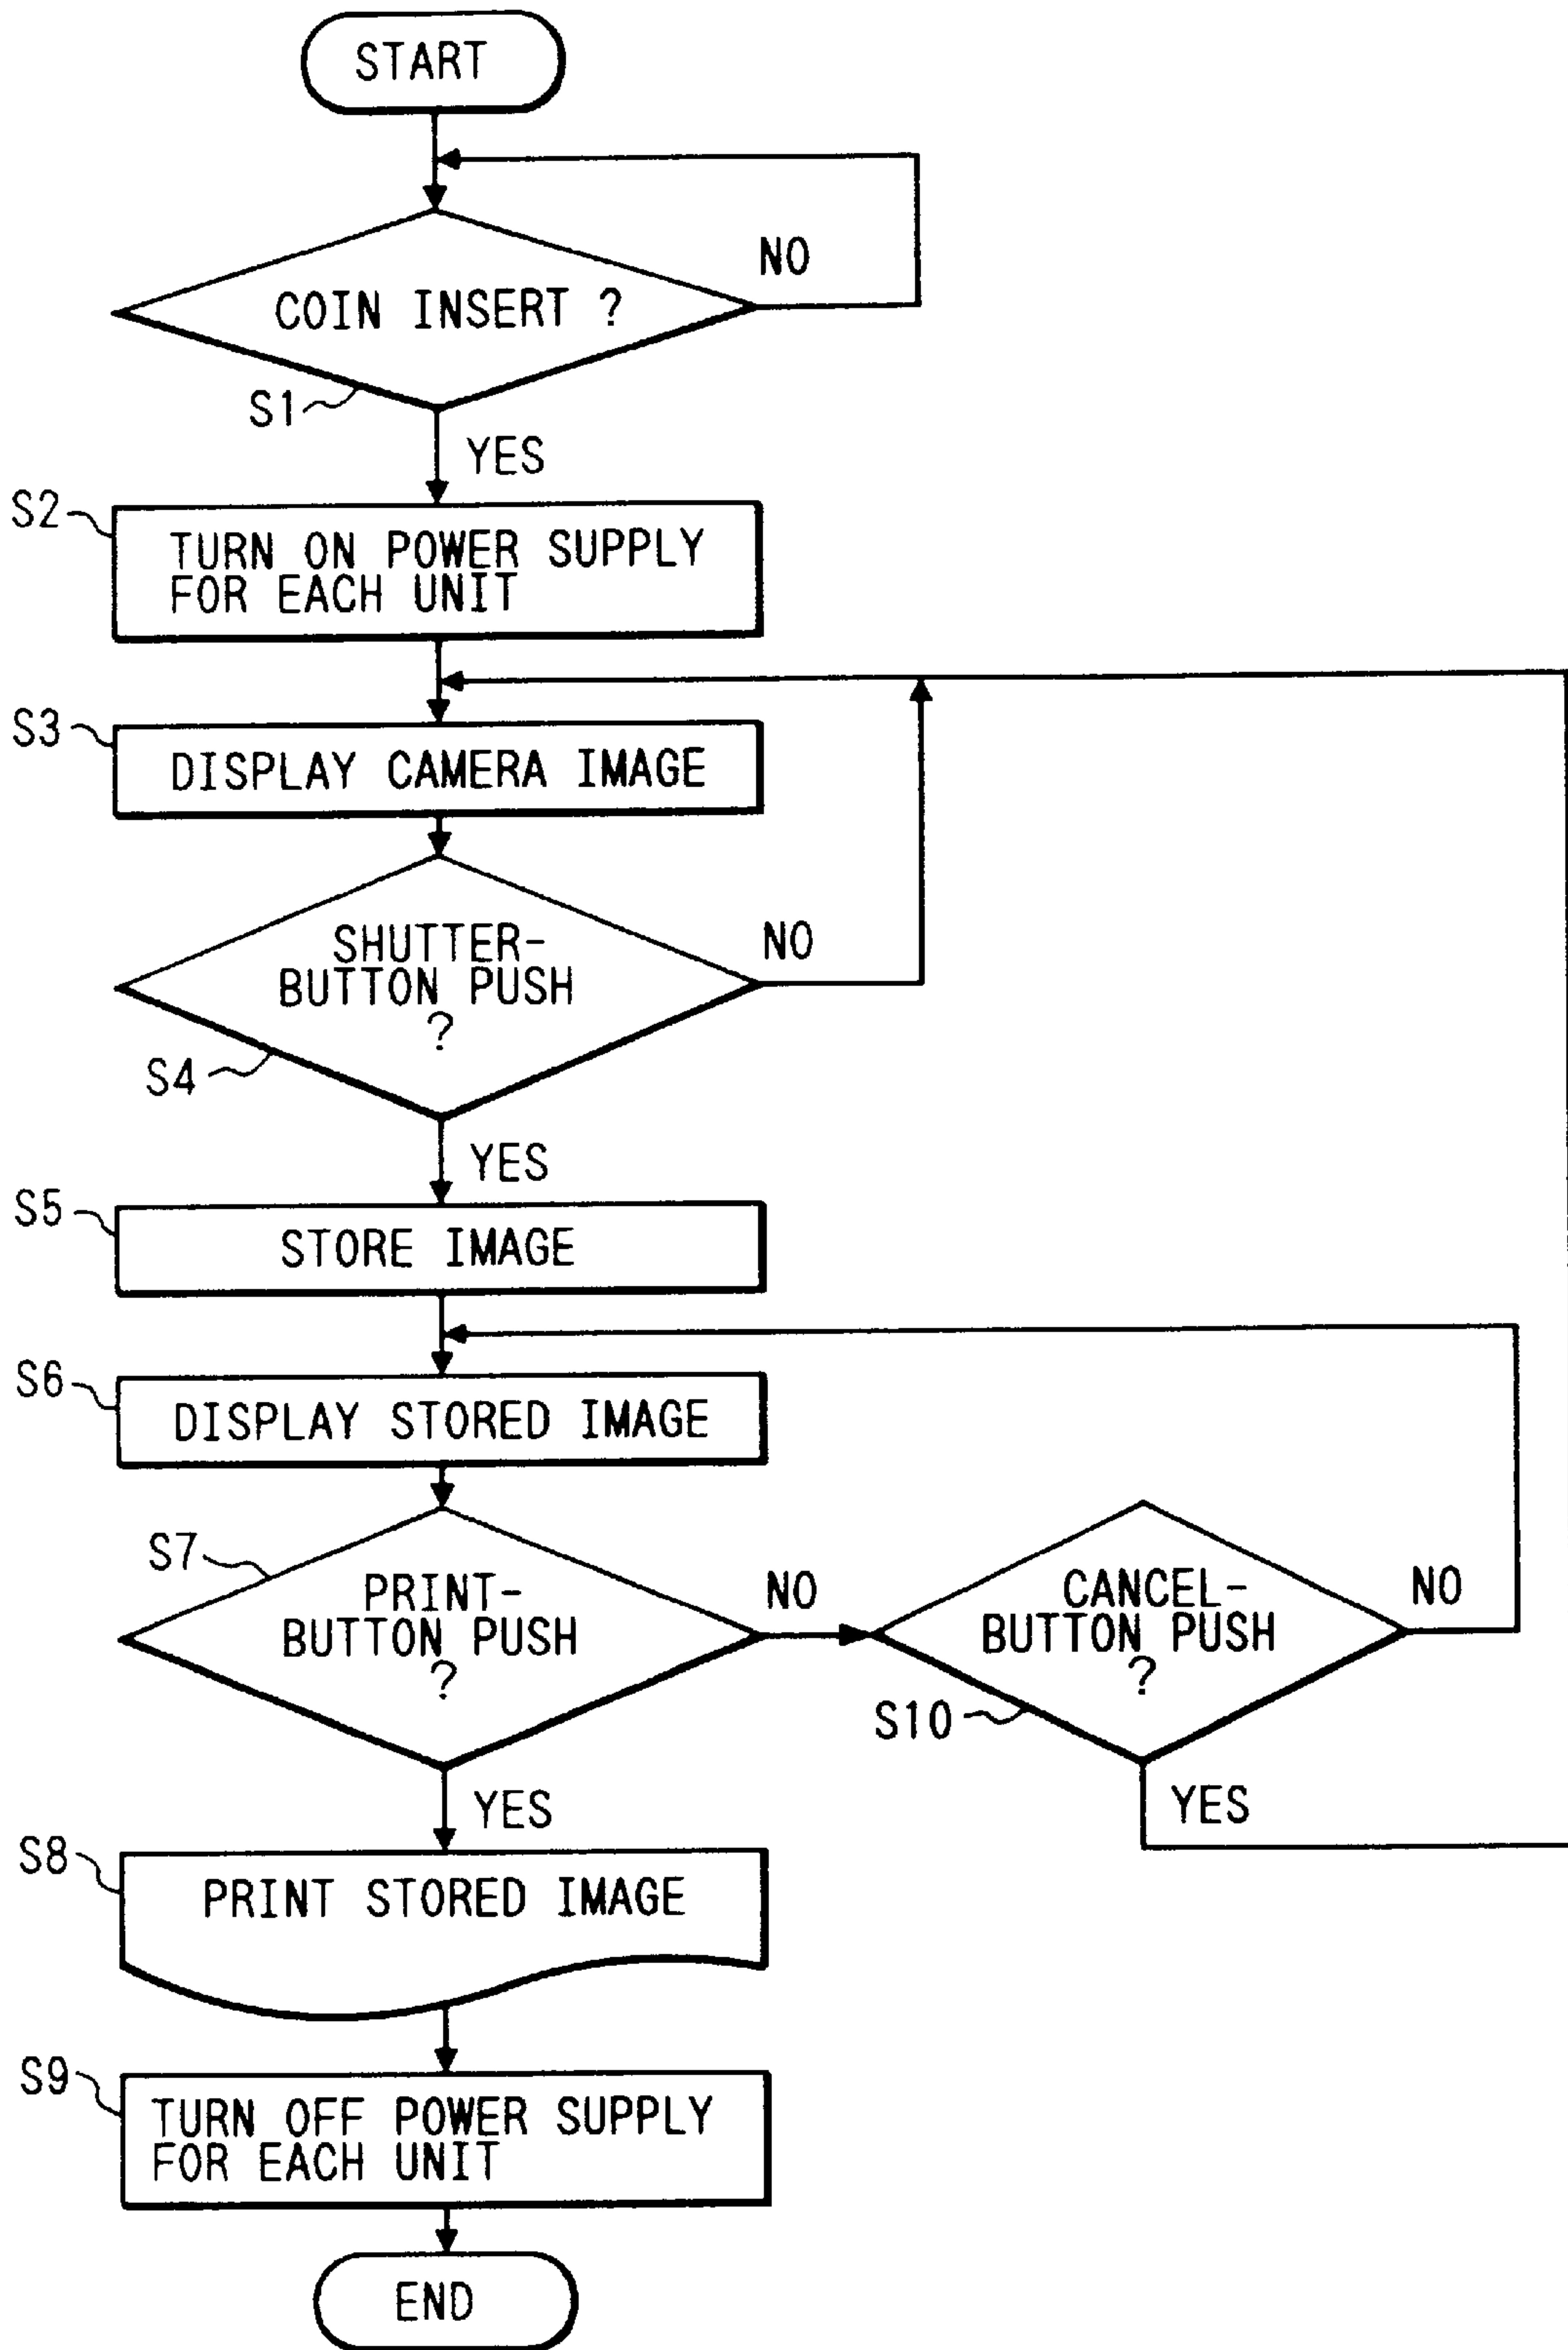 START
NO
COIN INSERT ?
S1
YES
S2
TURN ON POWER SUPPLY
FOR EACH UNIT
S3
DISPLAY CAMERA IMAGE
SHUTTER-
BUTTON PUSH
?
NO
S4
YES
S5
STORE IMAGE
S6
DISPLAY STORED IMAGE
S7
PRINT-
BUTTON PUSH
?
NO
CANCEL-
BUTTON PUSH
?
NO
S10
YES
YES
S8
PRINT STORED IMAGE
S9
TURN OFF POWER SUPPLY
FOR EACH UNIT
END